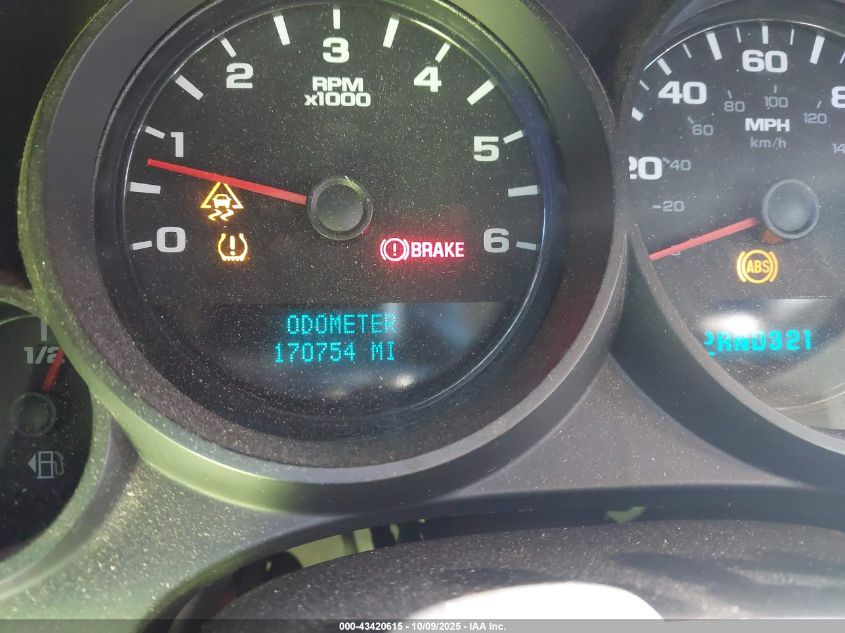 0 1 2 3 4 5 6
RPM
x1000
BRAKE
ODOMETER
170754 MI
20 40 60
20 40 60 80 100 120
MPH
km/h
ABS
PRND321
1/2
000-43420615 - 10/09/2025 - IAA Inc.